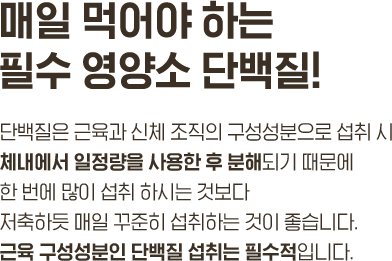 매일 먹어야 하는
필수 영양소 단백질!
단백질은 근육과 신체 조직의 구성성분으로 섭취 시
체내에서 일정량을 사용한 후 분해되기 때문에
한 번에 많이 섭취 하시는 것보다
저축하듯 매일 꾸준히 섭취하는 것이 좋습니다.
근육 구성성분인 단백질 섭취는 필수적입니다.